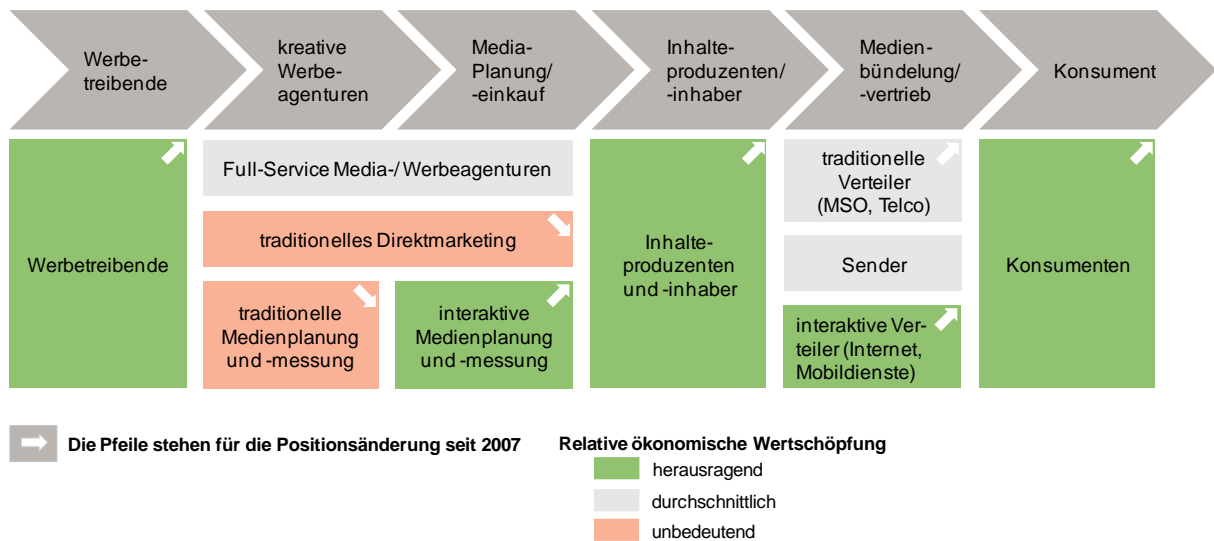 Werbe-
treibende
kreative
Werbe-
agenturen
Media-
Planung/
-einkauf
Inhalte-
produzenten/
-inhaber
Medien-
bündelung/
-vertrieb
Konsument
Werbetreibende
Full-Service Media-/ Werbeagenturen
traditionelles Direktmarketing
traditionelle
Medienplanung
und -messung
interaktive
Medienplanung
und -messung
Inhalte-
produzenten
und -inhaber
traditionelle
Verteiler
(MSO, Telco)
Sender
interaktive Ver-
teiler (Internet,
Mobildienste)
Konsumenten
Die Pfeile stehen für die Positionsänderung seit 2007
Relative ökonomische Wertschöpfung
herausragend
durchschnittlich
unbedeutend